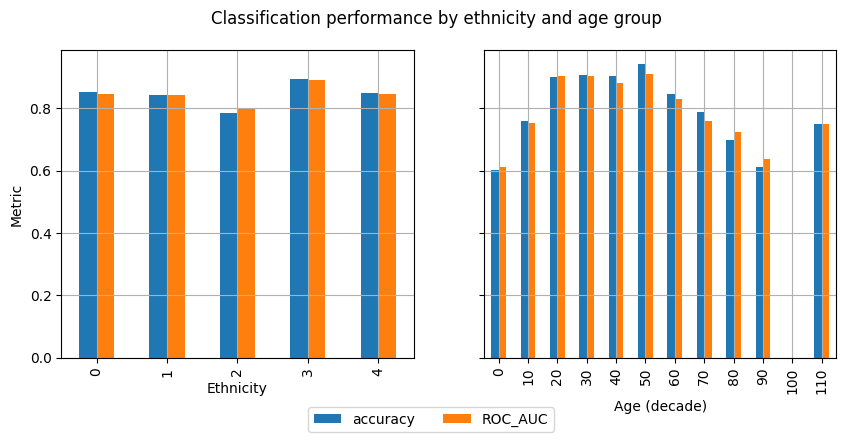 Classification performance by ethnicity and age group
Metric
0.8
0.6
0.4
0.2
0.0
0 1 2 3 4
Ethnicity
0 10 20 30 40 50 60 70 80 90 100 110
Age (decade)
accuracy ROC_AUC